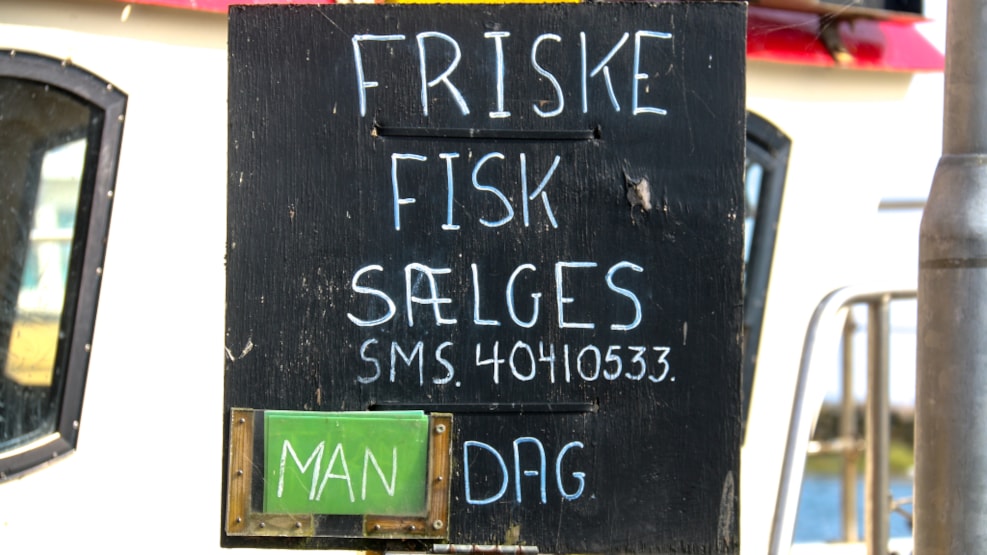 FRISKE
FISK
SÆLGES
SMS. 40410533.
MAN DAG